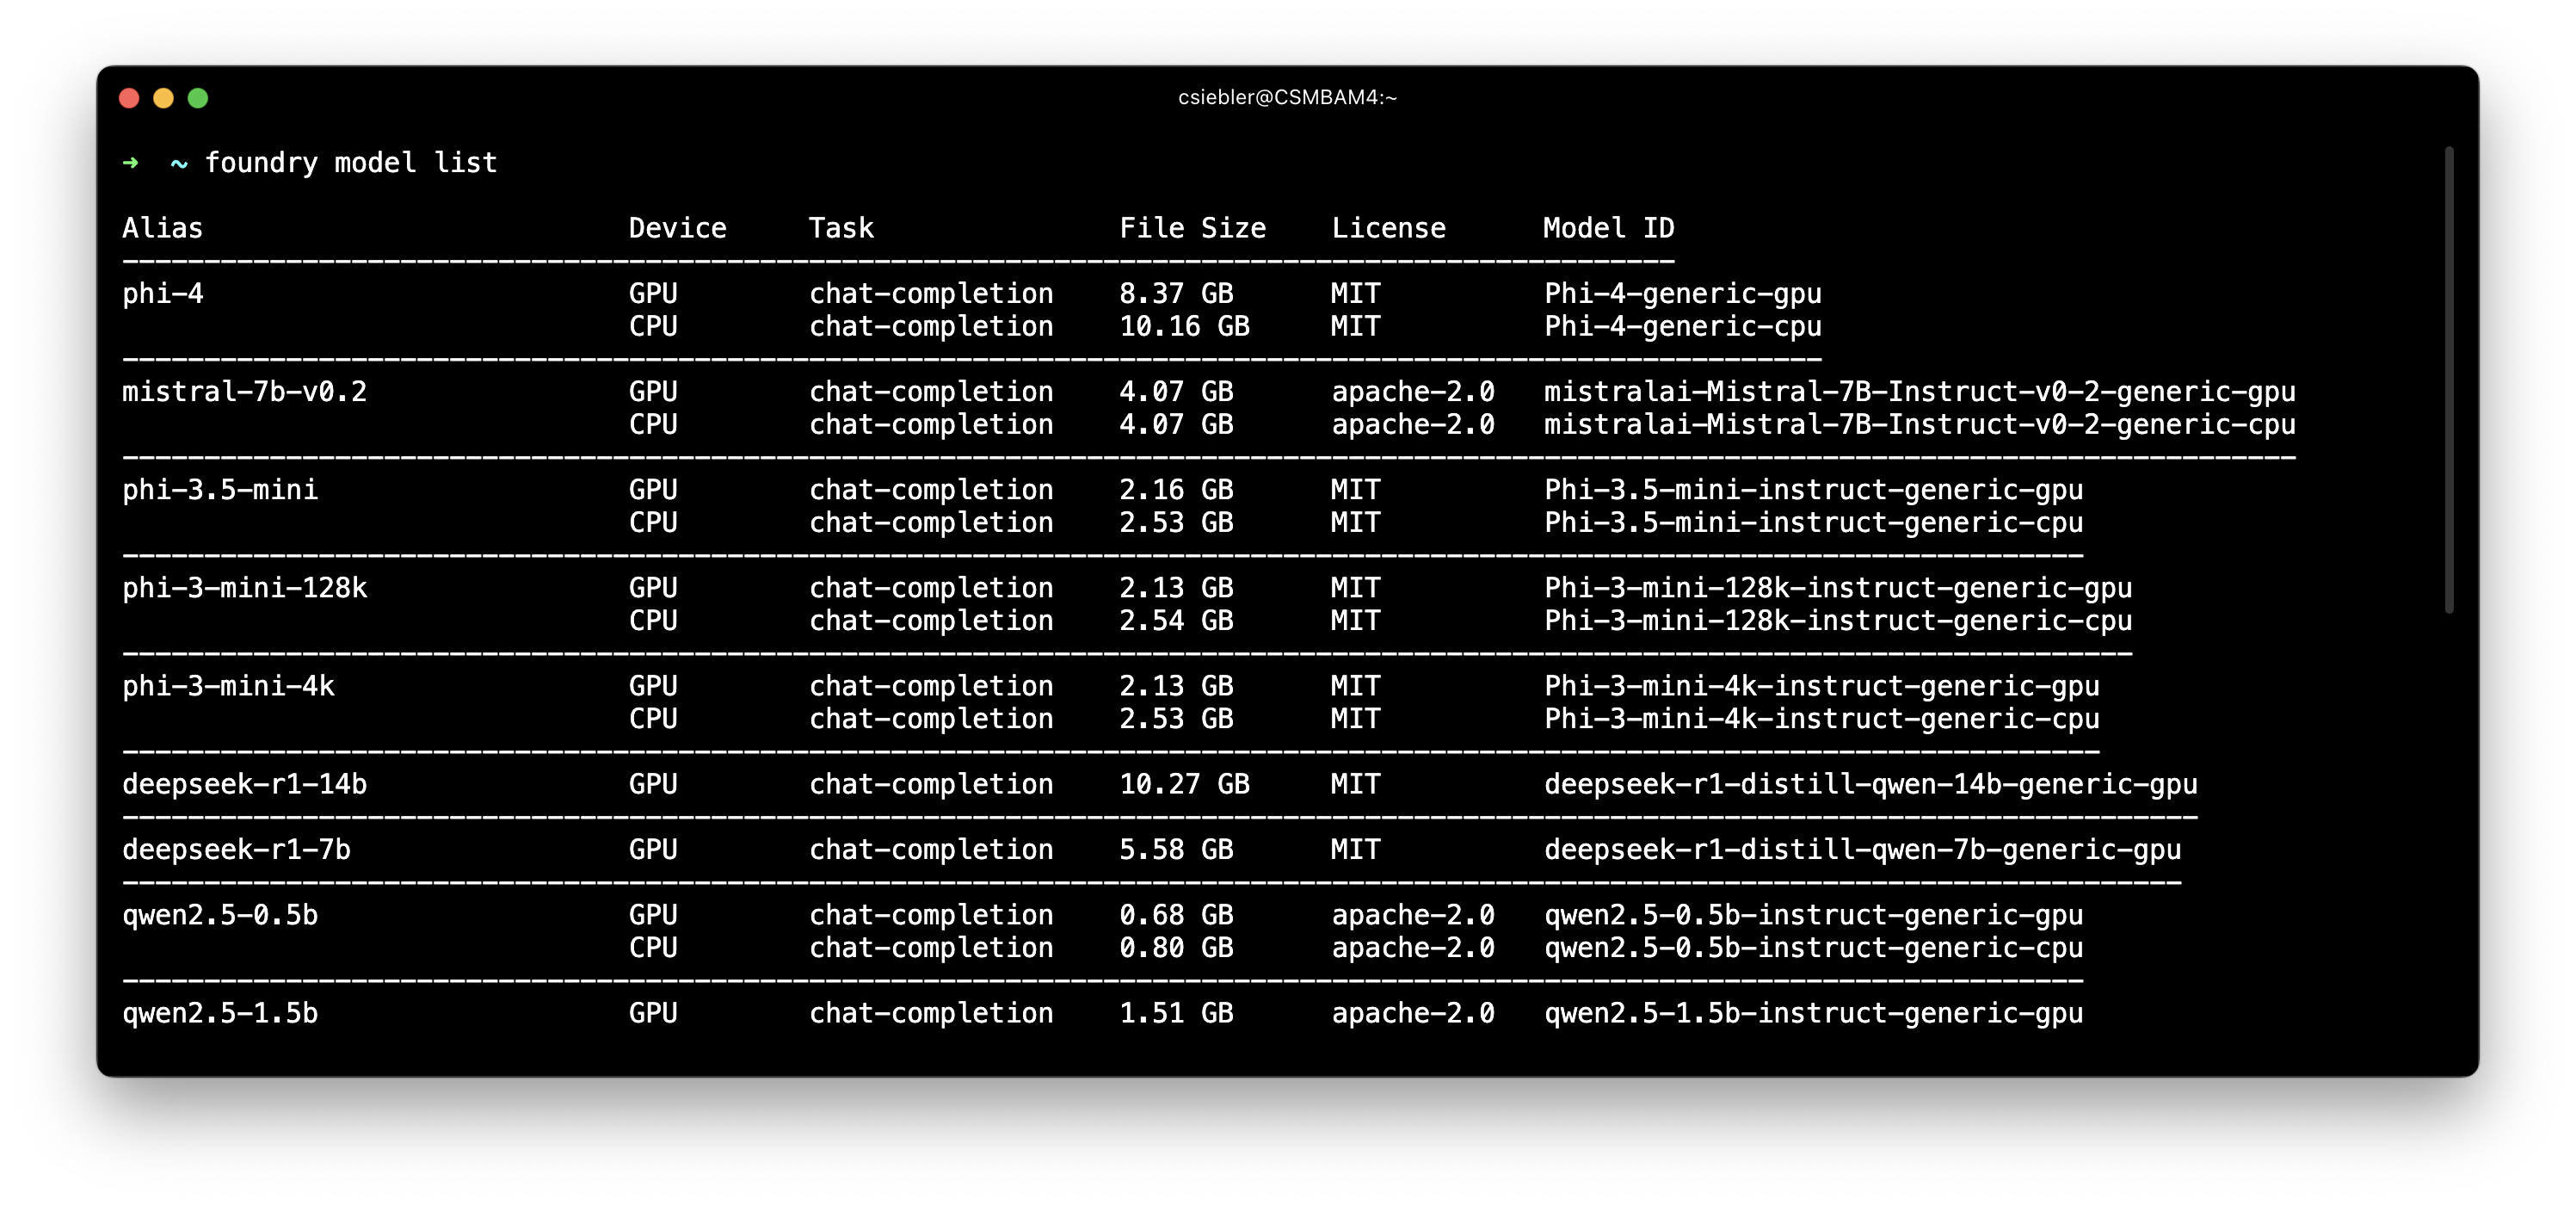 csiebler@CSMBAM4:~
➜ ~ foundry model list
Alias Device Task File Size License Model ID
-----------------------------------------------------------------------------------------------
phi-4 GPU chat-completion 8.37 GB MIT Phi-4-generic-gpu
CPU chat-completion 10.16 GB MIT Phi-4-generic-cpu
--------------------------------------------------------------------------------------------------------
mistral-7b-v0.2 GPU chat-completion 4.07 GB apache-2.0 mistralai-Mistral-7B-Instruct-v0-2-generic-gpu
CPU chat-completion 4.07 GB apache-2.0 mistralai-Mistral-7B-Instruct-v0-2-generic-cpu
-------------------------------------------------------------------------------------------------------------------------------------
phi-3.5-mini GPU chat-completion 2.16 GB MIT Phi-3.5-mini-instruct-generic-gpu
CPU chat-completion 2.53 GB MIT Phi-3.5-mini-instruct-generic-cpu
------------------------------------------------------------------------------------------------------------------------
phi-3-mini-128k GPU chat-completion 2.13 GB MIT Phi-3-mini-128k-instruct-generic-gpu
CPU chat-completion 2.54 GB MIT Phi-3-mini-128k-instruct-generic-cpu
---------------------------------------------------------------------------------------------------------------------------
phi-3-mini-4k GPU chat-completion 2.13 GB MIT Phi-3-mini-4k-instruct-generic-gpu
CPU chat-completion 2.53 GB MIT Phi-3-mini-4k-instruct-generic-cpu
-------------------------------------------------------------------------------------------------------------------------
deepseek-r1-14b GPU chat-completion 10.27 GB MIT deepseek-r1-distill-qwen-14b-generic-gpu
-------------------------------------------------------------------------------------------------------------------------------
deepseek-r1-7b GPU chat-completion 5.58 GB MIT deepseek-r1-distill-qwen-7b-generic-gpu
------------------------------------------------------------------------------------------------------------------------------
qwen2.5-0.5b GPU chat-completion 0.68 GB apache-2.0 qwen2.5-0.5b-instruct-generic-gpu
CPU chat-completion 0.80 GB apache-2.0 qwen2.5-0.5b-instruct-generic-cpu
------------------------------------------------------------------------------------------------------------------------
qwen2.5-1.5b GPU chat-completion 1.51 GB apache-2.0 qwen2.5-1.5b-instruct-generic-gpu